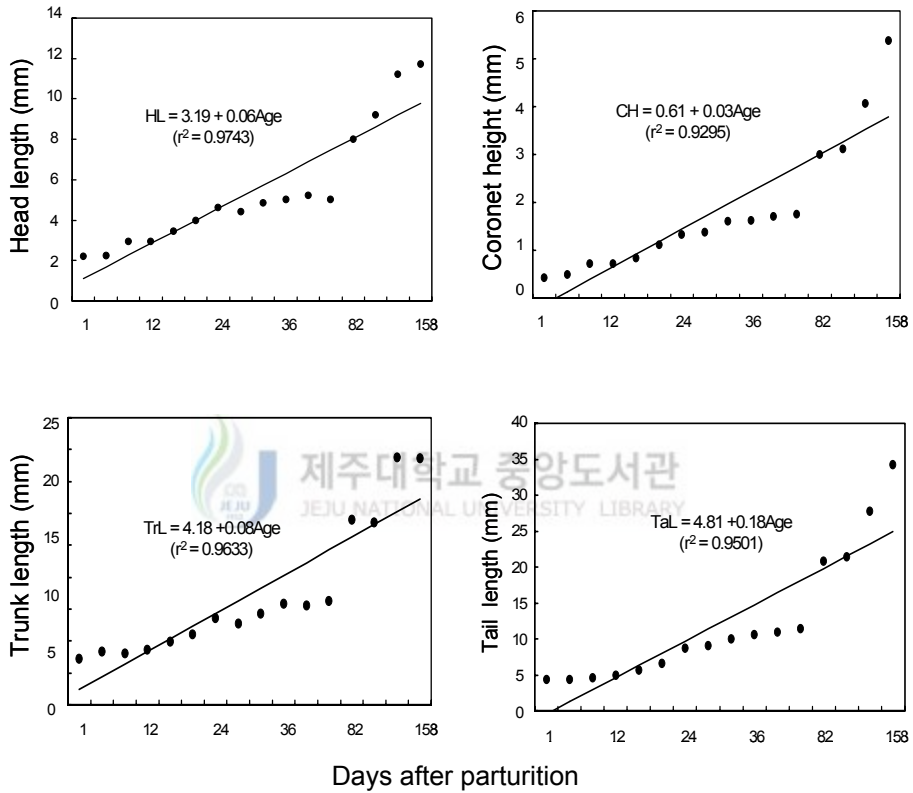 14
12
10
8
6
4
2
0
Head length (mm)
HL = 3.19 + 0.06Age
(r² = 0.9743)
1 12 24 36 82 158
6
5
4
3
2
1
0
Coronet height (mm)
CH = 0.61 + 0.03Age
(r² = 0.9295)
1 12 24 36 82 158
25
20
15
10
5
0
Trunk length (mm)
TrL = 4.18 +0.08Age
(r² = 0.9633)
1 12 24 36 82 158
40
35
30
25
20
15
10
5
0
Tail length (mm)
TaL = 4.81 +0.18Age
(r² = 0.9501)
1 12 24 36 82 158
제주대학교 중앙도서관
JEJU NATIONAL UNIVERSITY LIBRARY
JEJU
Days after parturition